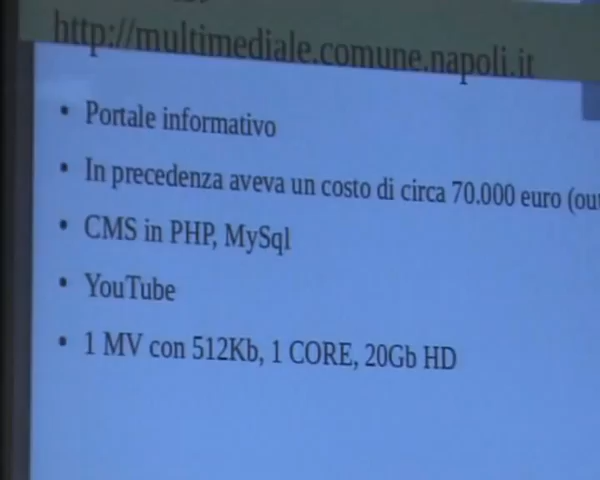 http://multimediale.comune.napoli.it
• Portale informativo
• In precedenza aveva un costo di circa 70.000 euro (out
• CMS in PHP, MySql
• YouTube
• 1 MV con 512Kb, 1 CORE, 20Gb HD